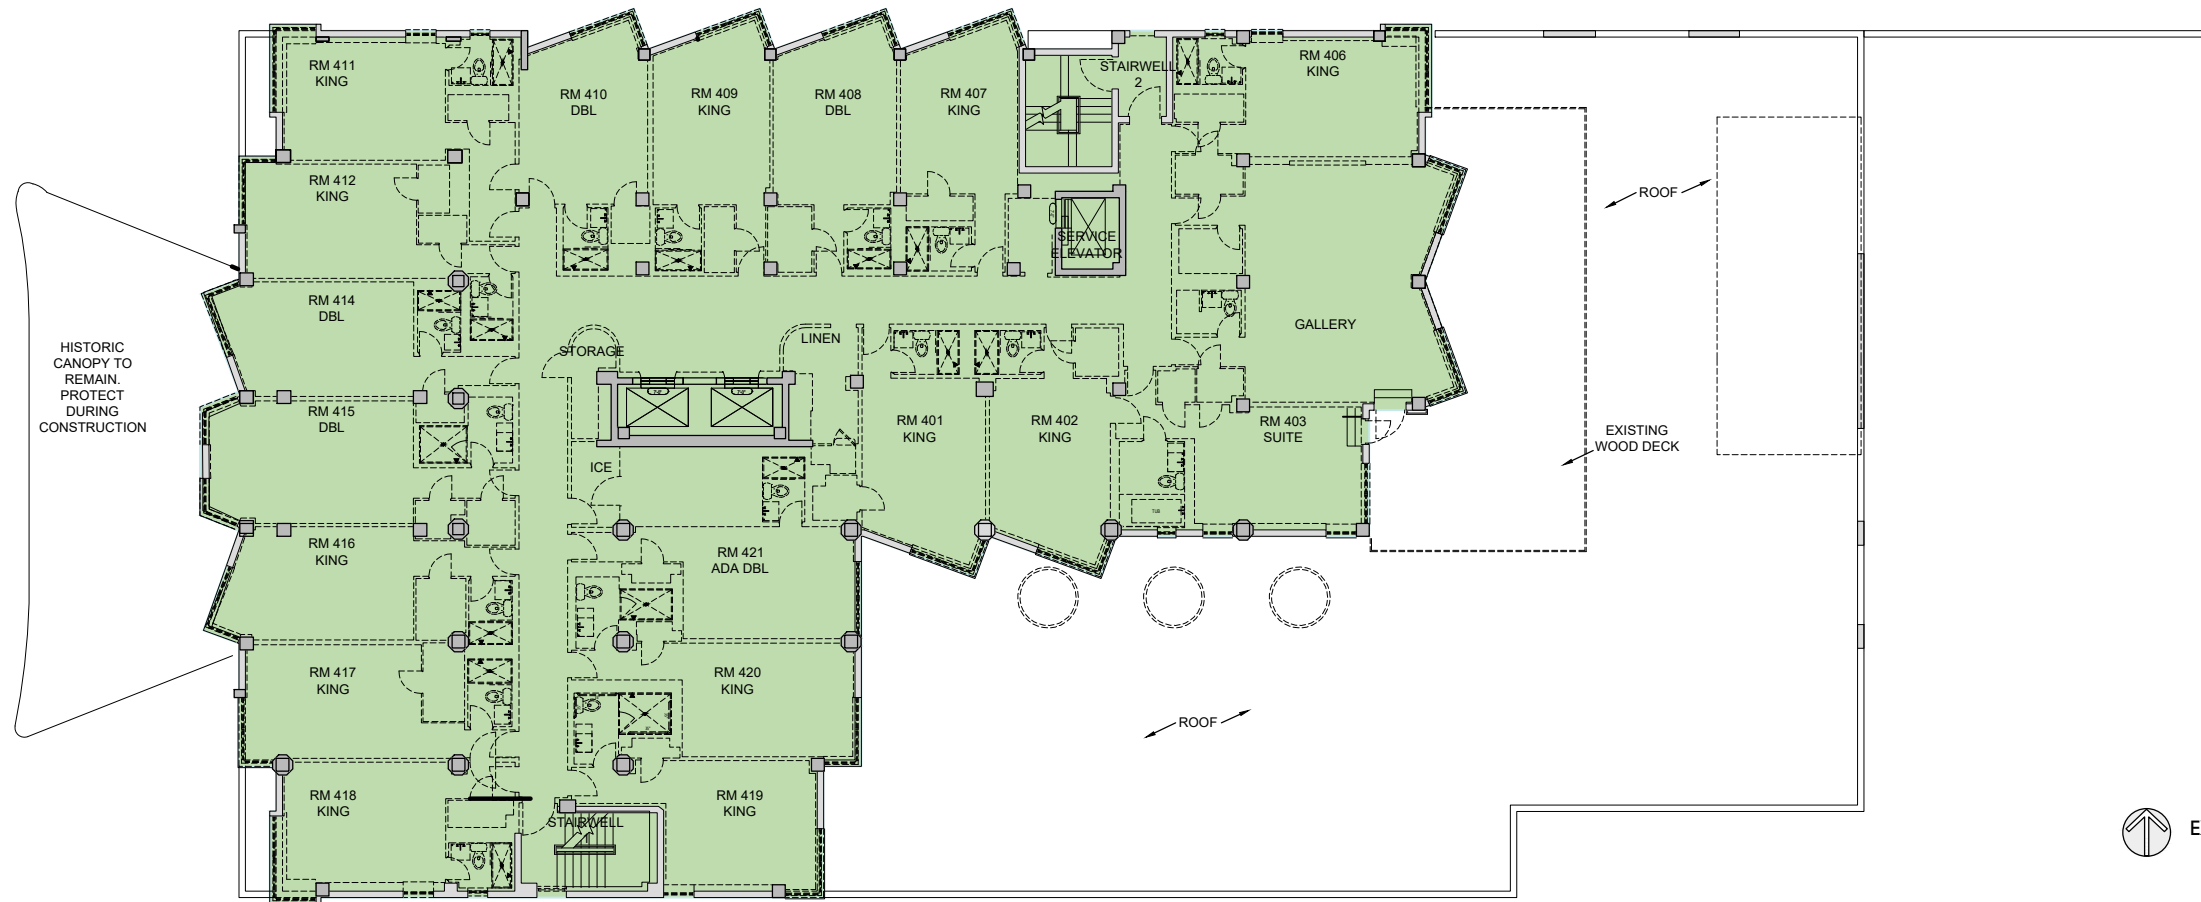 RM 411
KING
RM 410
DBL
RM 409
KING
RM 408
DBL
RM 407
KING
STAIRWELL
2
RM 406
KING
RM 412
KING
ROOF
SERVICE
ELEVATOR
RM 414
DBL
GALLERY
LINEN
STORAGE
HISTORIC
CANOPY TO
REMAIN.
PROTECT
DURING
CONSTRUCTION
RM 415
DBL
RM 401
KING
RM 402
KING
RM 403
SUITE
EXISTING
WOOD DECK
ICE
TUB
RM 416
KING
RM 421
ADA DBL
RM 417
KING
RM 420
KING
ROOF
RM 418
KING
RM 419
KING
STAIRWELL